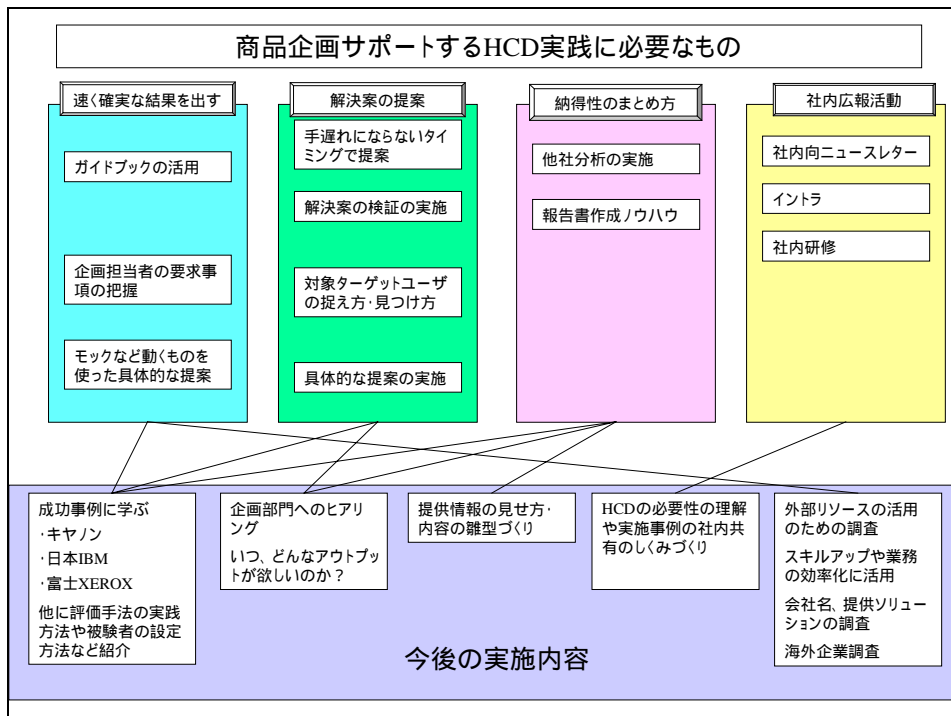 商品企画サポートするHCD実践に必要なもの
速く確実な結果を出す
ガイドブックの活用
企画担当者の要求事
項の把握
モックなど動くものを
使った具体的な提案
解決案の提案
手遅れにならないタイ
ミングで提案
解決案の検証の実施
対象ターゲットユーザ
の捉え方・見つけ方
具体的な提案の実施
納得性のまとめ方
他社分析の実施
報告書作成ノウハウ
社内広報活動
社内向ニュースレター
イントラ
社内研修
成功事例に学ぶ
・キヤノン
・日本IBM
・富士XEROX
他に評価手法の実践
方法や被験者の設定
方法など紹介
企画部門へのヒアリ
ング
いつ、どんなアウトプッ
トが欲しいのか？
提供情報の見せ方・
内容の雛型づくり
HCDの必要性の理解
や実施事例の社内共
有のしくみづくり
外部リソースの活用
のための調査
スキルアップや業務
の効率化に活用
会社名、提供ソリュー
ションの調査
海外企業調査
今後の実施内容